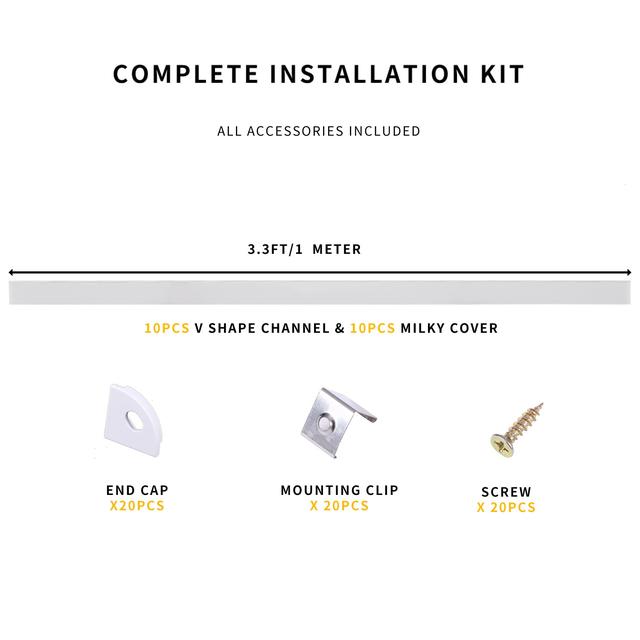 COMPLETE INSTALLATION KIT
ALL ACCESSORIES INCLUDED
3.3FT/1 METER
10PCS V SHAPE CHANNEL & 10PCS MILKY COVER
END CAP
X20PCS
MOUNTING CLIP
X 20PCS
SCREW
X 20PCS